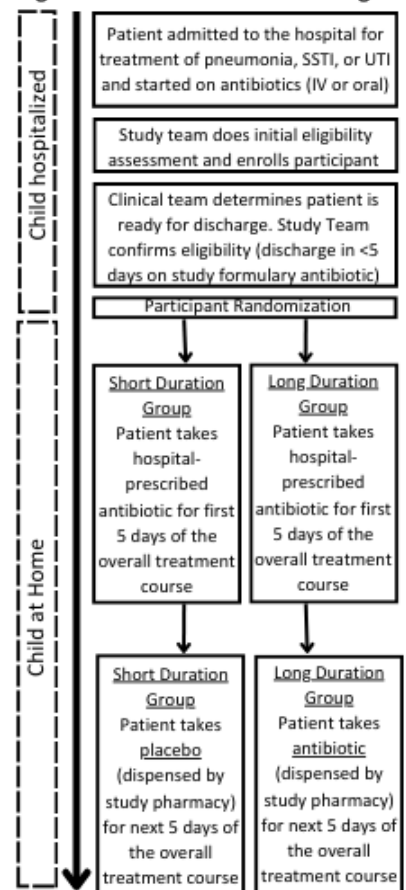 Child hospitalized
Patient admitted to the hospital for
treatment of pneumonia, SSTI, or UTI
and started on antibiotics (IV or oral)
Study team does initial eligibility
assessment and enrolls participant
Clinical team determines patient is
ready for discharge. Study Team
confirms eligibility (discharge in <5
days on study formulary antibiotic)
Participant Randomization
Child at Home
Short Duration
Group
Patient takes
hospital-
prescribed
antibiotic for first
5 days of the
overall treatment
course
Long Duration
Group
Patient takes
hospital-
prescribed
antibiotic for first
5 days of the
overall treatment
course
Short Duration
Group
Patient takes
placebo
(dispensed by
study pharmacy)
for next 5 days of
the overall
treatment course
Long Duration
Group
Patient takes
antibiotic
(dispensed by
study pharmacy)
for next 5 days of
the overall
treatment course